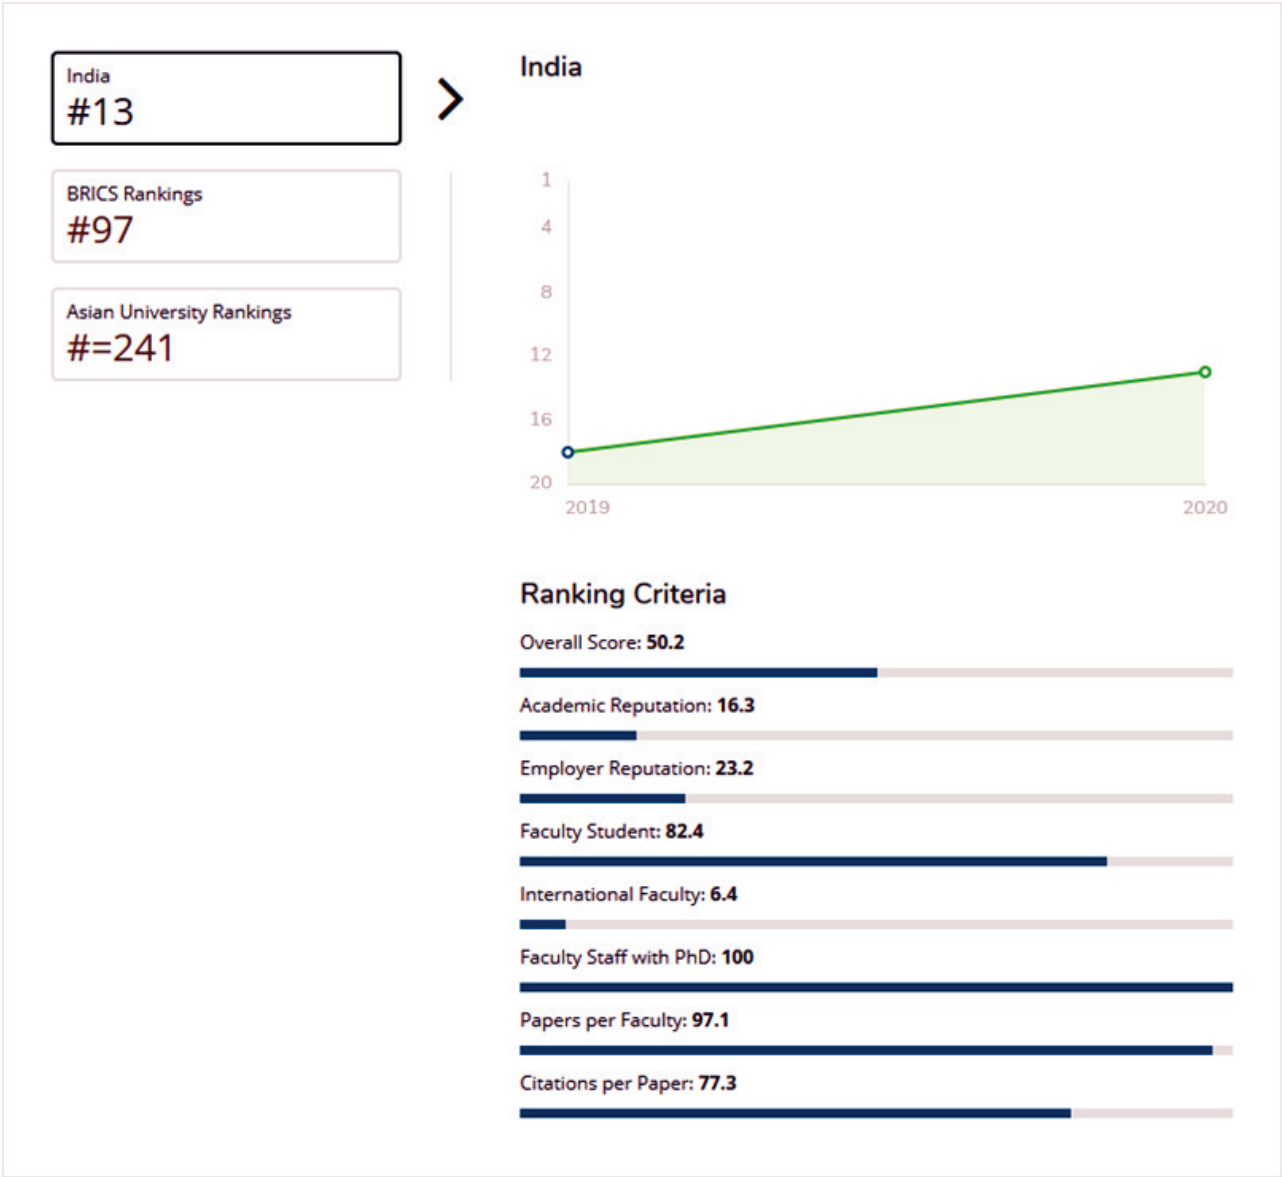 India
#13
BRICS Rankings
#97
Asian University Rankings
#=241
India
1
4
8
12
16
20
2019
2020
Ranking Criteria
Overall Score: 50.2
Academic Reputation: 16.3
Employer Reputation: 23.2
Faculty Student: 82.4
International Faculty: 6.4
Faculty Staff with PhD: 100
Papers per Faculty: 97.1
Citations per Paper: 77.3